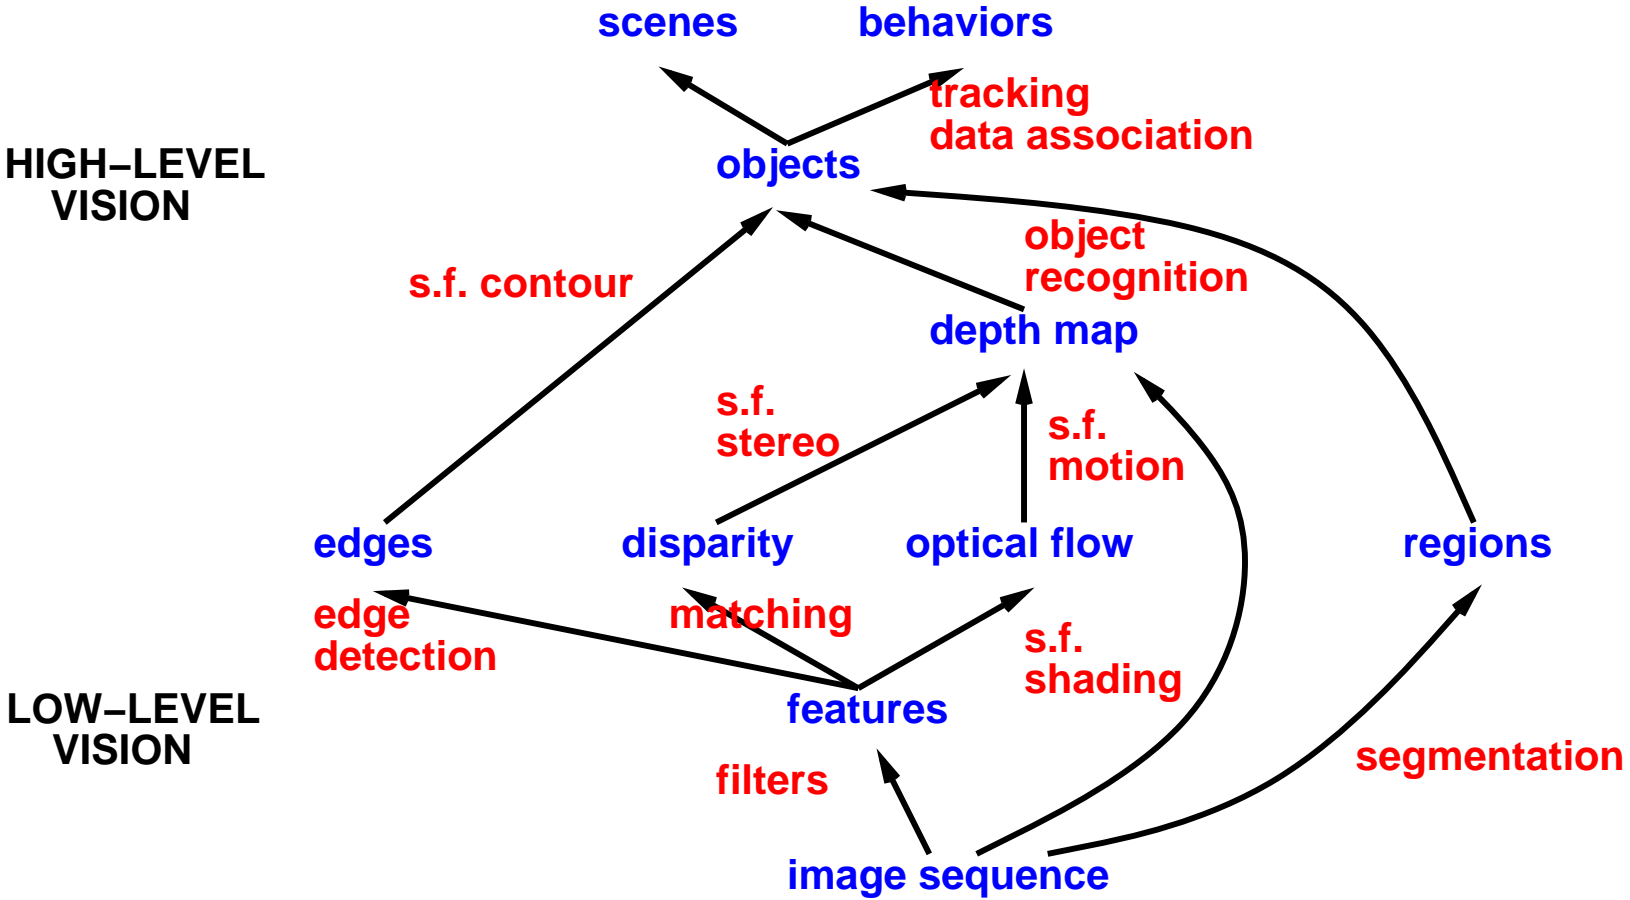 scenes
behaviors
tracking
data association
HIGH–LEVEL
VISION
objects
object
recognition
s.f. contour
depth map
s.f.
stereo
s.f.
motion
edges
disparity
optical flow
regions
edge
detection
matching
s.f.
shading
LOW–LEVEL
VISION
features
filters
segmentation
image sequence